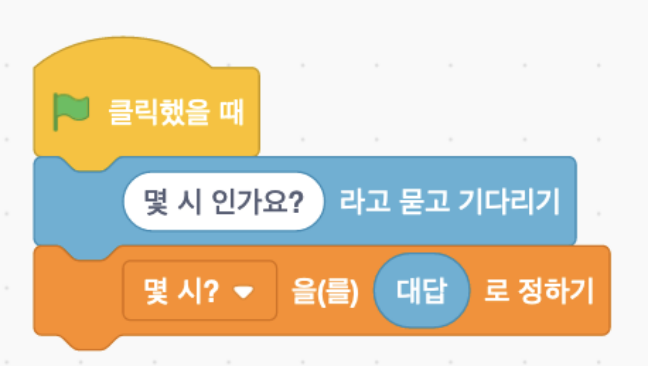 클릭했을 때
몇 시 인가요? 라고 묻고 기다리기
몇 시? 을(를) 대답 로 정하기